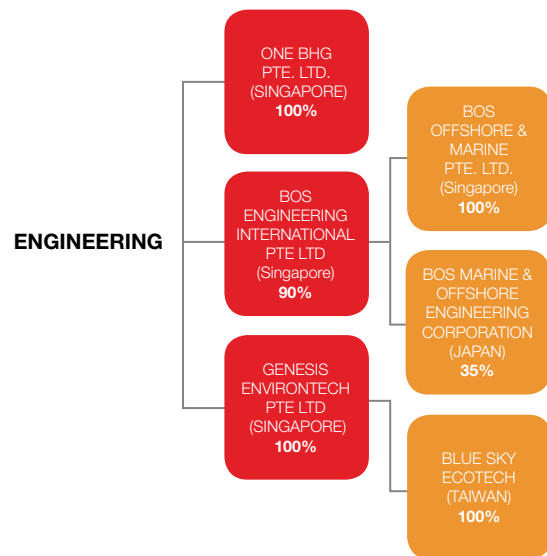 ENGINEERING
ONE BHG
PTE. LTD.
(SINGAPORE)
100%
BOS
ENGINEERING
INTERNATIONAL
PTE LTD
(Singapore)
90%
BOS
OFFSHORE &
MARINE
PTE. LTD.
(Singapore)
100%
BOS MARINE &
OFFSHORE
ENGINEERING
CORPORATION
(JAPAN)
35%
GENESIS
ENVIRONTECH
PTE LTD
(SINGAPORE)
100%
BLUE SKY
ECOTECH
(TAIWAN)
100%